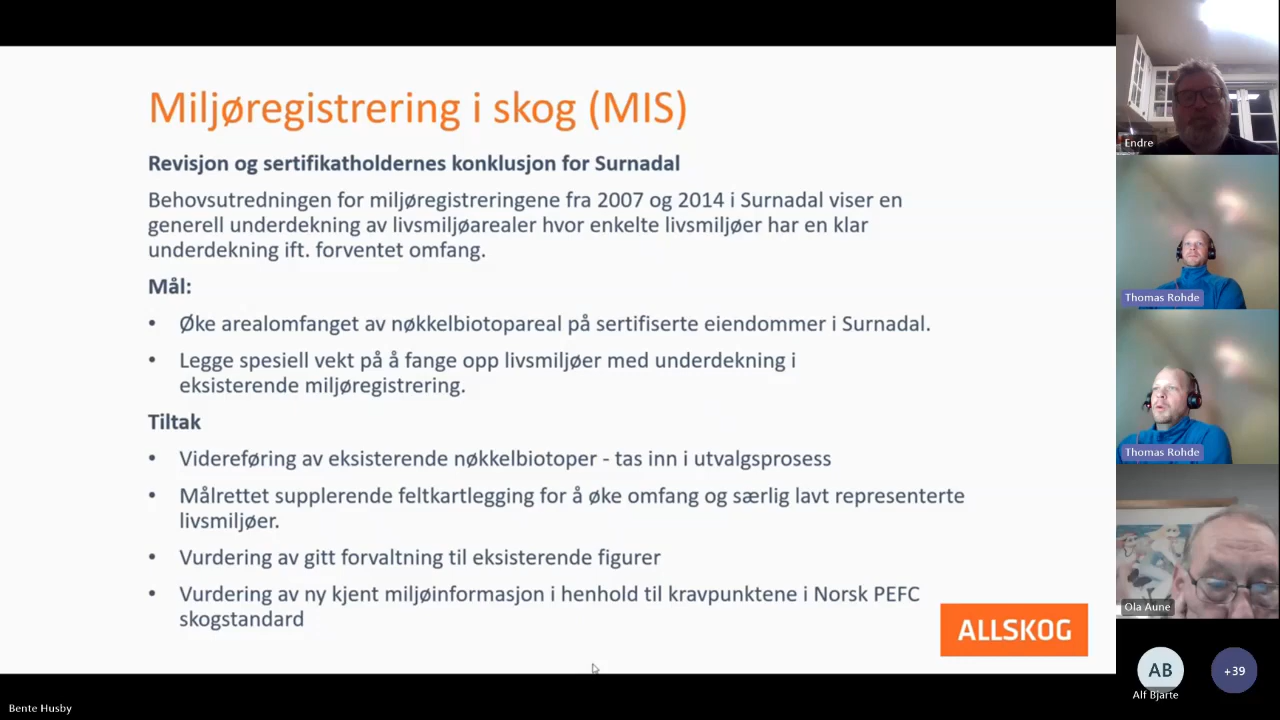 Miljøregistrering i skog (MIS)
Revisjon og sertifikatholdernes konklusjon for Surnadal
Behovsutredningen for miljøregistreringene fra 2007 og 2014 i Surnadal viser en
generell underdekning av livsmiljøarealer hvor enkelte livsmiljøer har en klar
underdekning ift. forventet omfang.
Mål:
• Øke arealomfanget av nøkkelbiotopareal på sertifiserte eiendommer i Surnadal.
• Legge spesiell vekt på å fange opp livsmiljøer med underdekning i
eksisterende miljøregistrering.
Tiltak
• Videreføring av eksisterende nøkkelbiotoper - tas inn i utvalgsprosess
• Målrettet supplerende feltkartlegging for å øke omfang og særlig lavt representerte
livsmiljøer.
• Vurdering av gitt forvaltning til eksisterende figurer
• Vurdering av ny kjent miljøinformasjon i henhold til kravpunktene i Norsk PEFC
skogstandard
ALLSKOG
Endre
Thomas Rohde
Thomas Rohde
Ola Aune
AB
+39
Alf Bjarte
Bente Husby